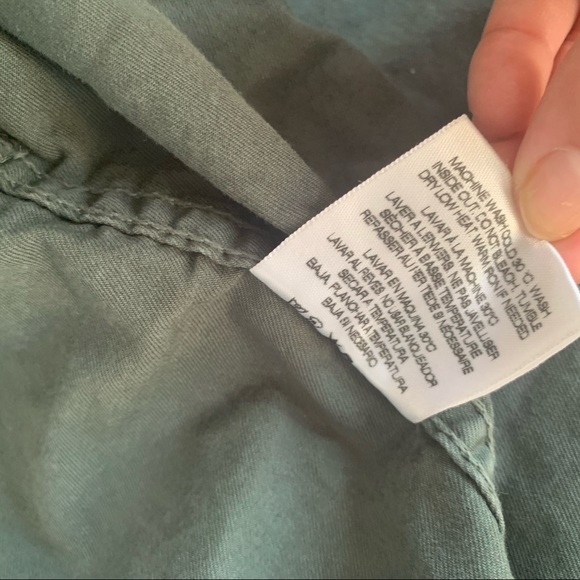 MACHINE WASH COLD 30°C WASH
INSIDE OUT. DO NOT BLEACH. TUMBLE
DRY LOW HEAT WARM IRON IF NEEDED
LAVAR À LA MACHINE 30°C
LAVER A L'ENVERS. NE PAS JAVELLISER
SECHER A BASSE TEMPERATURE
REPASSER AU FER TIEDE SI NECESSAIRE
LAVAR EN MAQUINA 30°C
LAVAR AL REVES. NO USAR BLANQUEADOR
SECAR A TEMPERATURA
BAJA. PLANCHAR A TEMPERATURA
BAJA SI NECESARIO